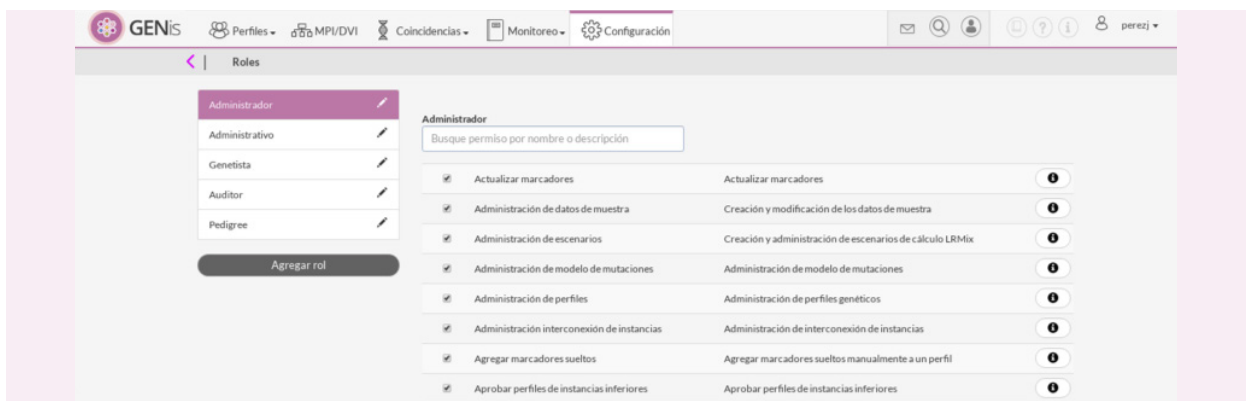 GENis Perfiles MPI/DVI Coincidencias Monitoreo Configuración perezj
Roles
Administrador
Administrativo
Genetista
Auditor
Pedigree
Agregar rol
Administrador
Busque permiso por nombre o descripción
Actualizar marcadores Actualizar marcadores
Administración de datos de muestra Creación y modificación de los datos de muestra
Administración de escenarios Creación y administración de escenarios de cálculo LRMix
Administración de modelo de mutaciones Administración de modelo de mutaciones
Administración de perfiles Administración de perfiles genéticos
Administración interconexión de instancias Administración de interconexión de instancias
Agregar marcadores sueltos Agregar marcadores sueltos manualmente a un perfil
Aprobar perfiles de instancias inferiores Aprobar perfiles de instancias inferiores